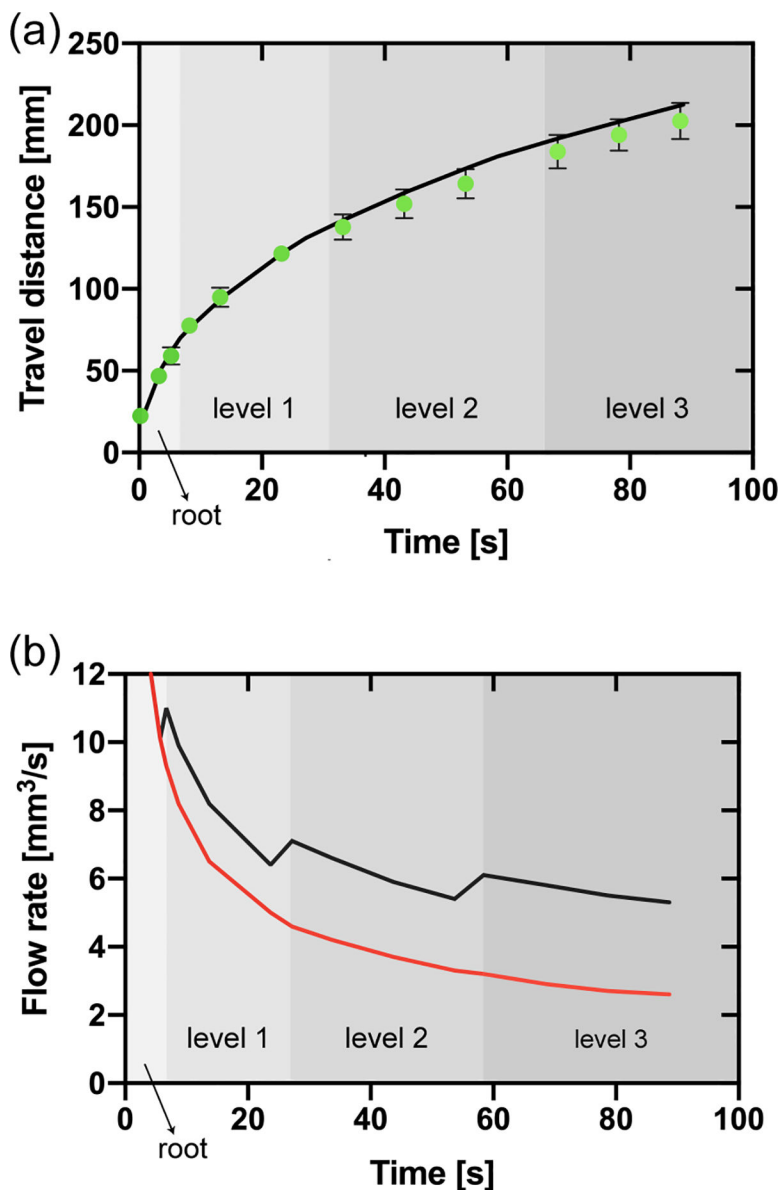 (a)
250
200
150
100
50
0
Travel distance [mm]
level 1
level 2
level 3
0 20 40 60 80 100
root
Time [s]
(b)
12
10
8
6
4
2
0
Flow rate [mm³/s]
level 1
level 2
level 3
0 20 40 60 80 100
root
Time [s]